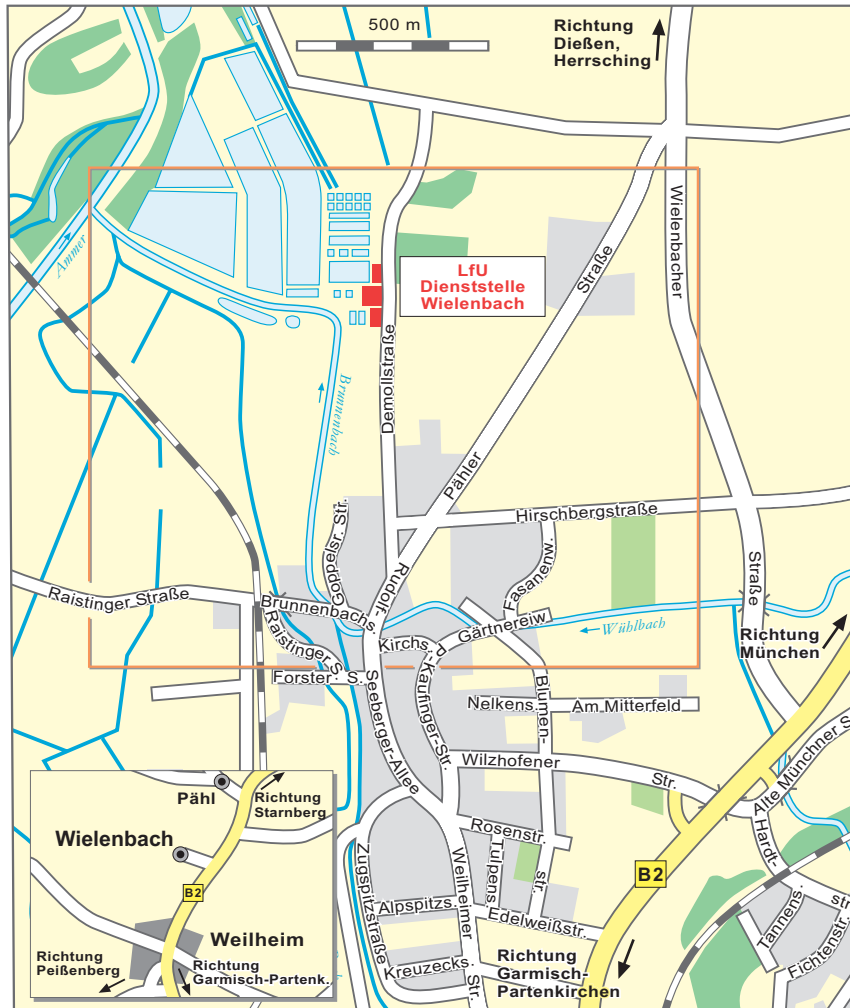 500 m
Richtung
Dießen,
Herrsching
Ammer
Wielenbacher
Straße
LfU
Dienststelle
Wielenbach
Straße
Demollstraße
Brunnenbach
Pähler
Hirschbergstraße
Goddelsr. Str.
Rudolf-
Fasanenw.
Raistinger Straße
Brunnenbachs.
Gärtnereiw.
Wühlbach
Raistinger S.
Kirchs.
Richtung
München
Forster S.
P.-Kaufinger-Str.
Seeberger-Allee
Blumen-
Nelkens.
Am Mitterfeld
Wilzhofener
Str.
Alte Münchner S
Pähl
Richtung
Starnberg
Wielenbach
Rosenstr.
Hardt-
Zugspitzstraße
Weilheimer
Tulpens.
str.
B2
B2
Alpspitzs.
Edelweißstr.
str
Tannens.
Fichtenstr.
Weilheim
Richtung
Peißenberg
Richtung
Garmisch-Partenk.
Kreuzecks.
Str.
Richtung
Garmisch-
Partenkirchen